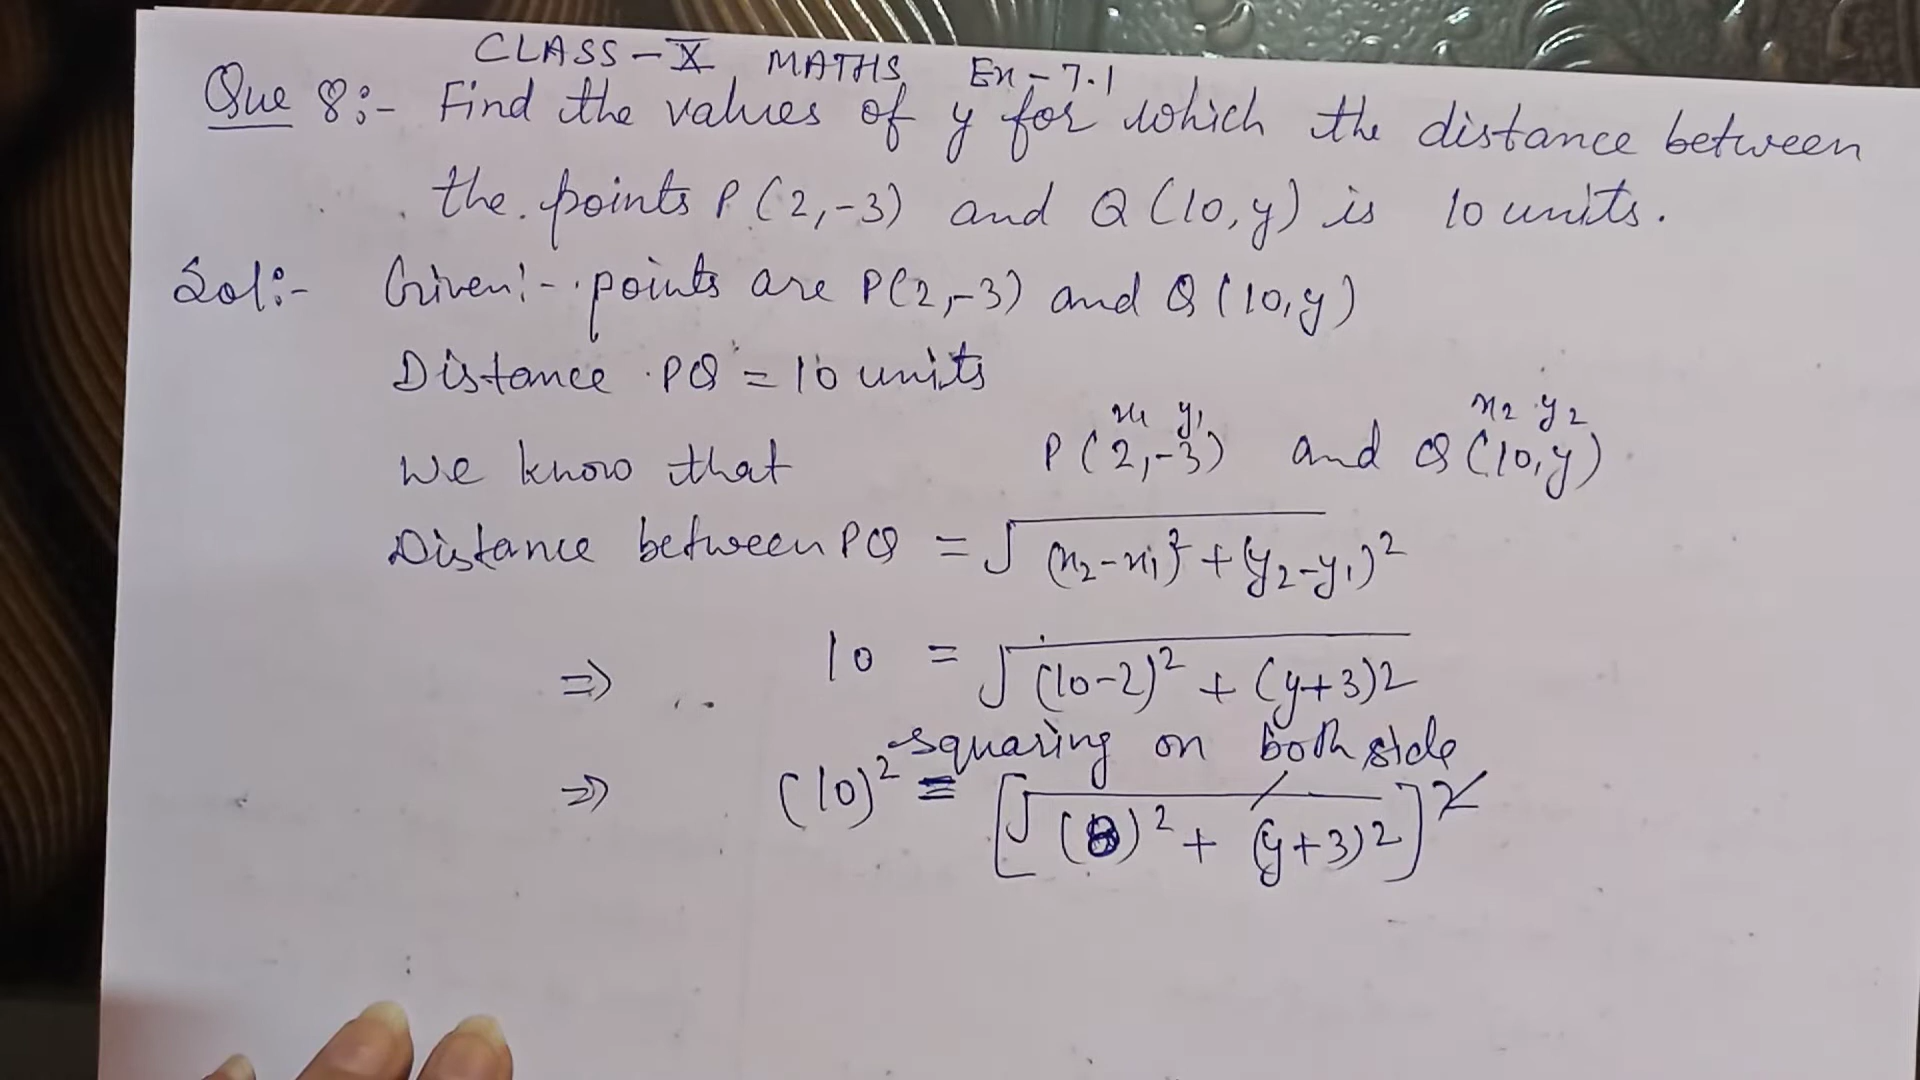 CLASS - X MATHS Ex - 7.1
Que 8:- Find the values of y for which the distance between
the points P(2,-3) and Q(10,y) is 10 units.
Sol:- Given:- points are P(2,-3) and Q(10,y)
Distance PQ = 10 units
x1 y1 x2 y2
We know that P(2,-3) and Q(10,y)
Distance between PQ = √(x2-x1)² + (y2-y1)²
⇒ 10 = √(10-2)² + (y+3)2
squaring on both side
⇒ (10)² = [√(8)² + (y+3)2]²